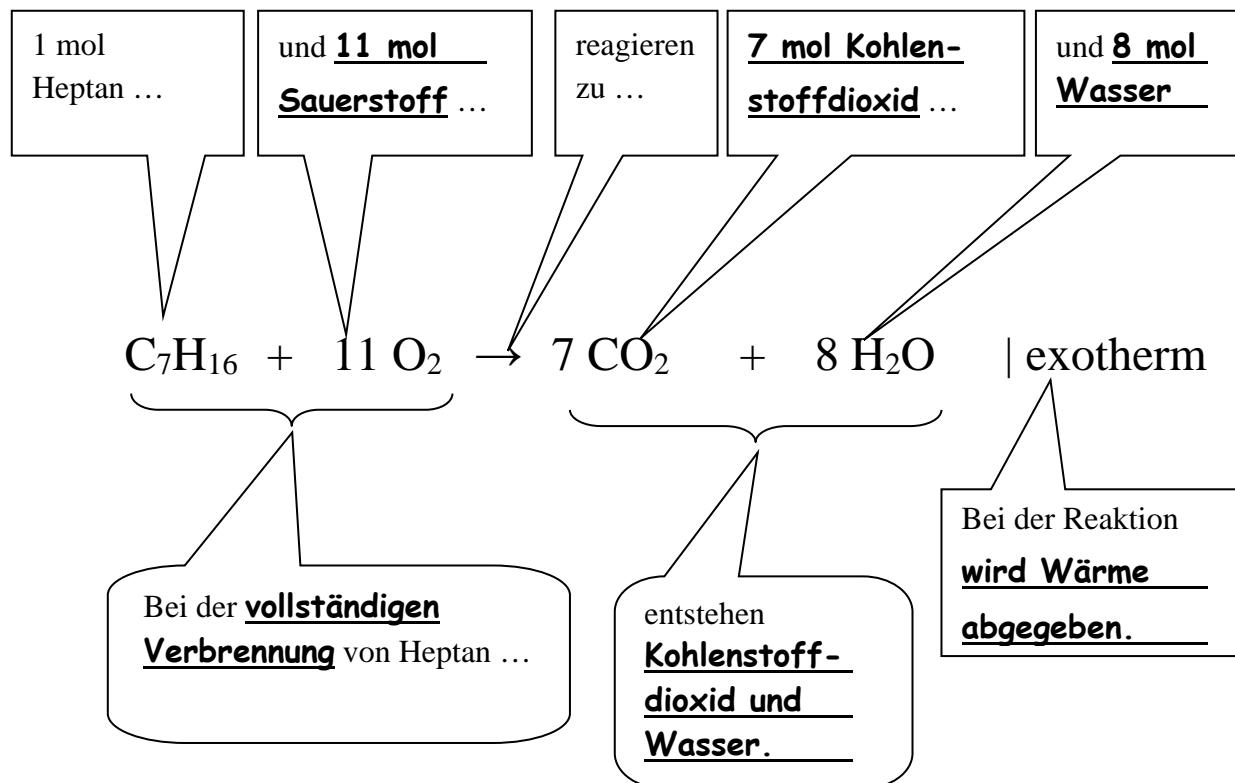 1 mol
Heptan …
und 11 mol
Sauerstoff …
reagieren
zu …
7 mol Kohlen-
stoffdioxid …
und 8 mol
Wasser
C₇H₁₆ + 11 O₂ → 7 CO₂ + 8 H₂O | exotherm
Bei der vollständigen
Verbrennung von Heptan …
entstehen
Kohlenstoff-
dioxid und
Wasser.
Bei der Reaktion
wird Wärme
abgegeben.